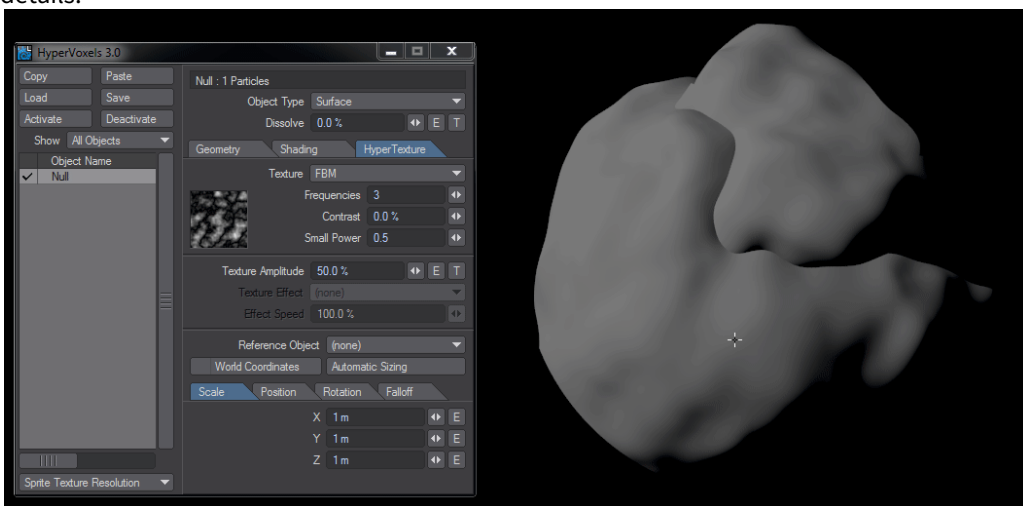 details.
HyperVoxels 3.0
Copy Paste
Load Save
Activate Deactivate
Show All Objects
Object Name
Null
Sprite Texture Resolution
Null : 1 Particles
Object Type Surface
Dissolve 0.0 % E T
Geometry Shading HyperTexture
Texture FBM
Frequencies 3
Contrast 0.0 %
Small Power 0.5
Texture Amplitude 50.0 % E T
Texture Effect (none)
Effect Speed 100.0 %
Reference Object (none)
World Coordinates Automatic Sizing
Scale Position Rotation Falloff
X 1 m E
Y 1 m E
Z 1 m E